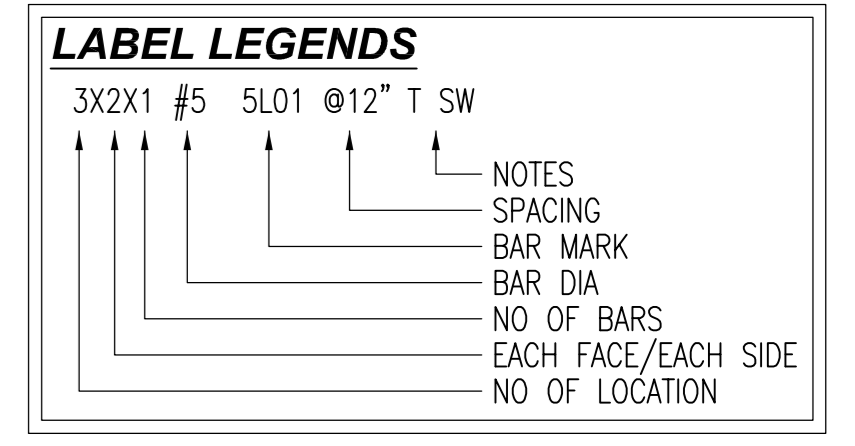 LABEL LEGENDS
3X2X1 #5 5L01 @12” T SW
NOTES
SPACING
BAR MARK
BAR DIA
NO OF BARS
EACH FACE/EACH SIDE
NO OF LOCATION